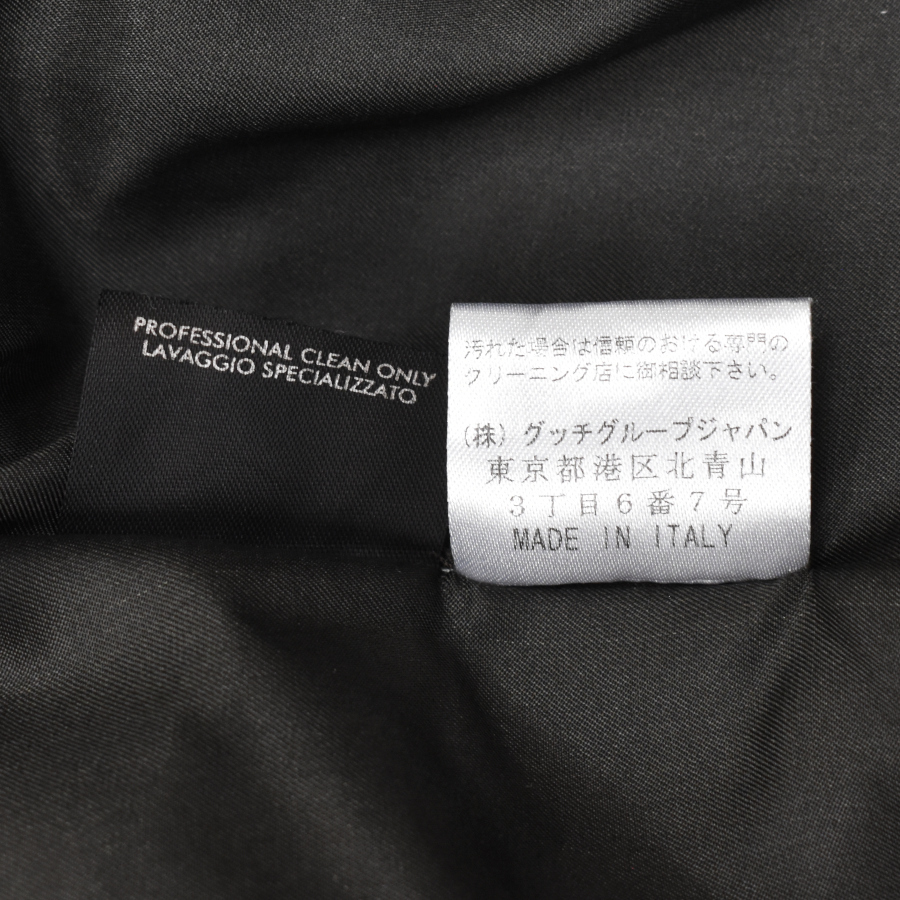 PROFESSIONAL CLEAN ONLY
LAVAGGIO SPECIALIZZATO
汚れた場合は信頼のおける専門の
クリーニング店に御相談下さい。
(株) グッチグループジャパン
東京都港区北青山
3丁目6番7号
MADE IN ITALY